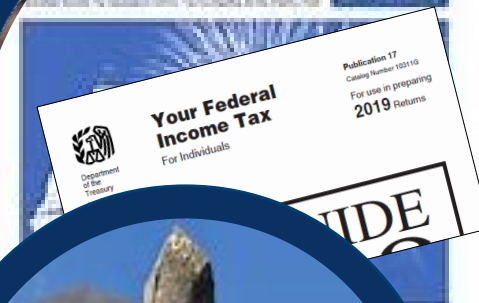 Publication 17
Catalog Number 10311G
For use in preparing
2019 Returns
Your Federal
Income Tax
For Individuals
Department
of the
Treasury